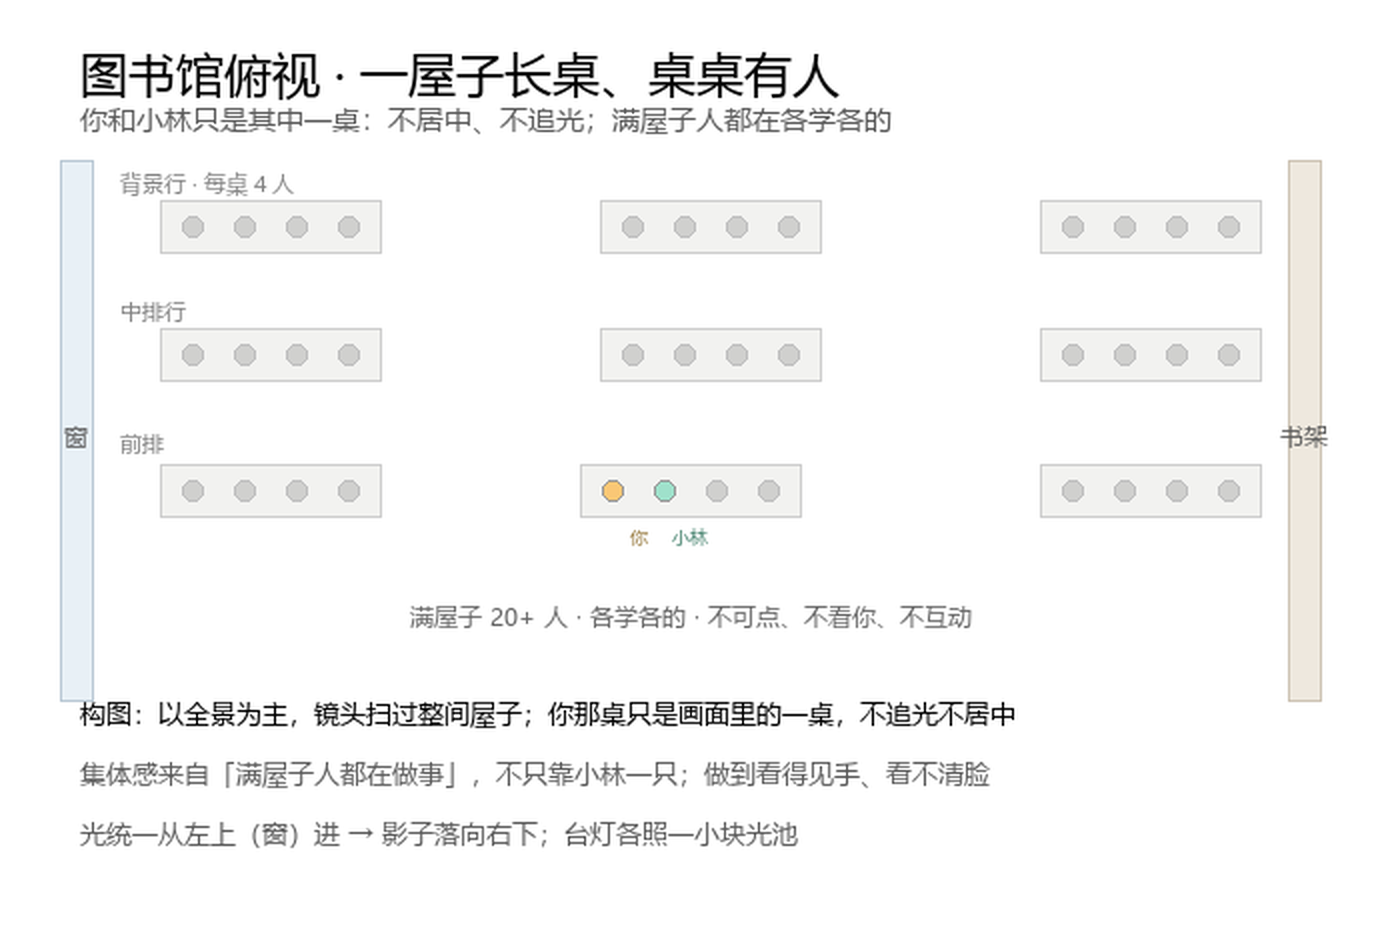 图书馆俯视 · 一屋子长桌、桌桌有人
你和小林只是其中一桌：不居中、不追光；满屋子人都在各学各的
背景行 · 每桌 4 人
中排行
窗
书架
前排
你
小林
满屋子 20+ 人 · 各学各的 · 不可点、不看你、不互动
构图：以全景为主，镜头扫过整间屋子；你那桌只是画面里的一桌，不追光不居中
集体感来自「满屋子人都在做事」，不只靠小林一只；做到看得见手、看不清脸
光统一从左上（窗）进 → 影子落向右下；台灯各照一小块光池